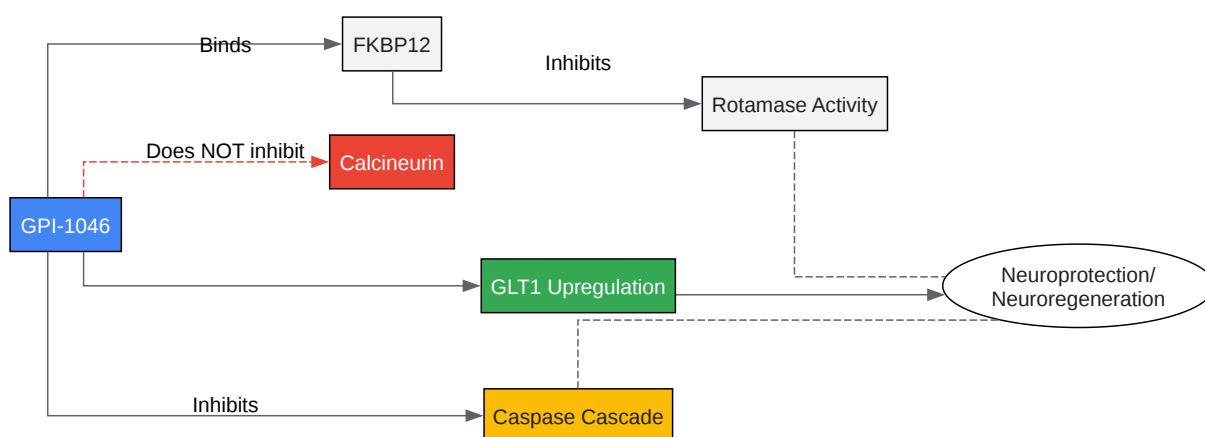 Binds
FKBP12
Inhibits
Rotamase Activity
Does NOT inhibit
Calcineurin
GPI-1046
GLT1 Upregulation
Neuroprotection/
Neuroregeneration
Inhibits
Caspase Cascade